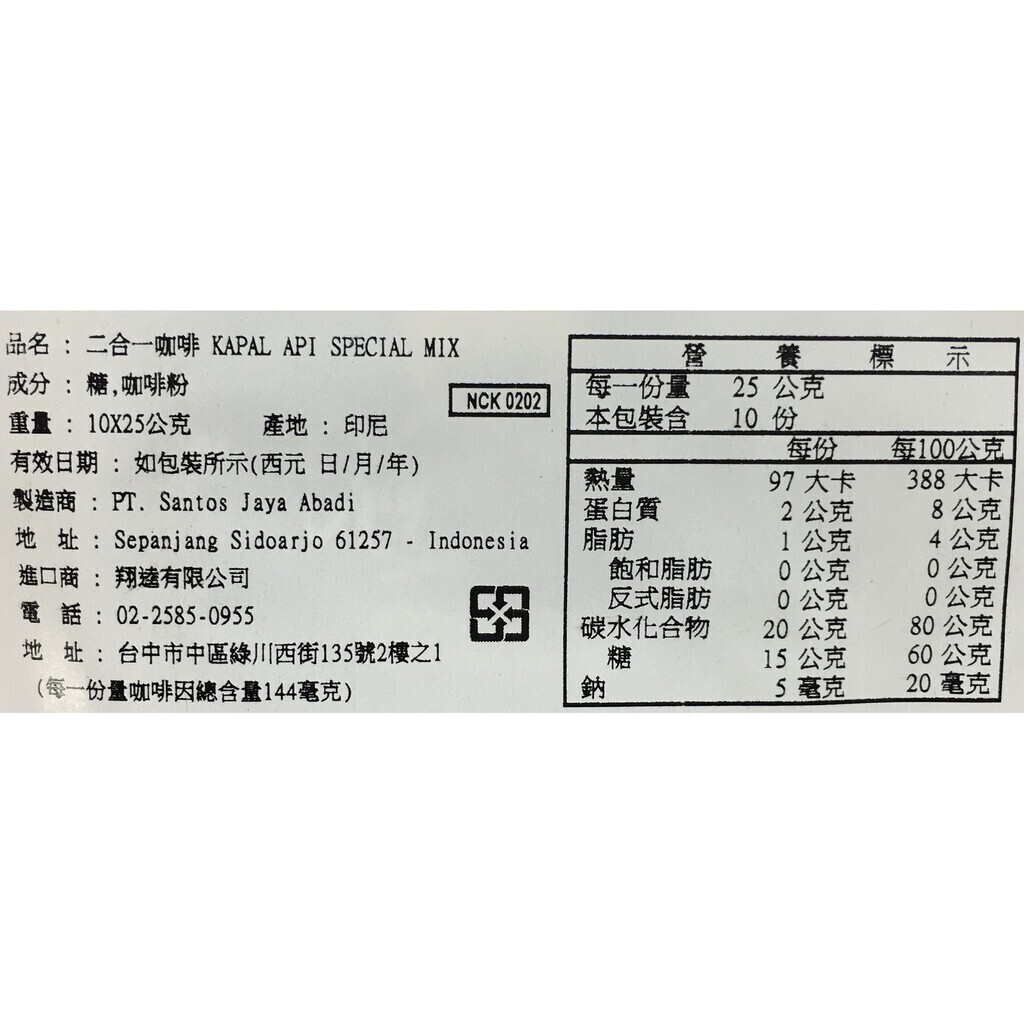 品名 : 二合一咖啡 KAPAL API SPECIAL MIX
成分 : 糖,咖啡粉
NCK 0202
重量 : 10X25公克 產地 : 印尼
有效日期 : 如包裝所示(西元 日/月/年)
製造商 : PT. Santos Jaya Abadi
地 址 : Sepanjang Sidoarjo 61257 - Indonesia
進口商 : 翔達有限公司
電 話 : 02-2585-0955
地 址 : 台中市中區綠川西街135號2樓之1
(每一份量咖啡因總含量144毫克)
營 養 標 示
每一份量 25 公克
本包裝含 10 份
每份 每100公克
熱量 97 大卡 388 大卡
蛋白質 2 公克 8 公克
脂肪 1 公克 4 公克
飽和脂肪 0 公克 0 公克
反式脂肪 0 公克 0 公克
碳水化合物 20 公克 80 公克
糖 15 公克 60 公克
鈉 5 毫克 20 毫克